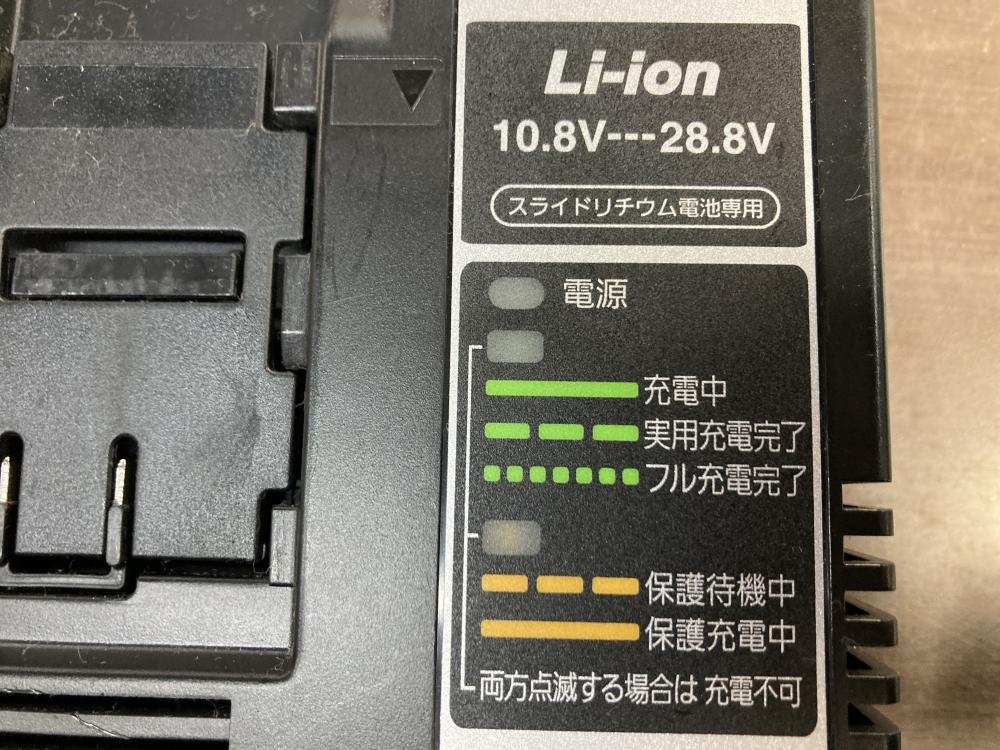 Li-ion
10.8V---28.8V
スライドリチウム電池専用
電源
充電中
実用充電完了
フル充電完了
保護待機中
保護充電中
両方点滅する場合は 充電不可